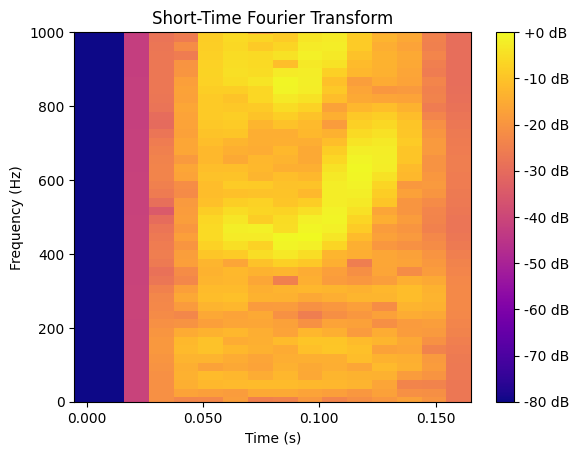 Short-Time Fourier Transform
Frequency (Hz)
1000
800
600
400
200
0
0.000
0.050
0.100
0.150
Time (s)
+0 dB
-10 dB
-20 dB
-30 dB
-40 dB
-50 dB
-60 dB
-70 dB
-80 dB